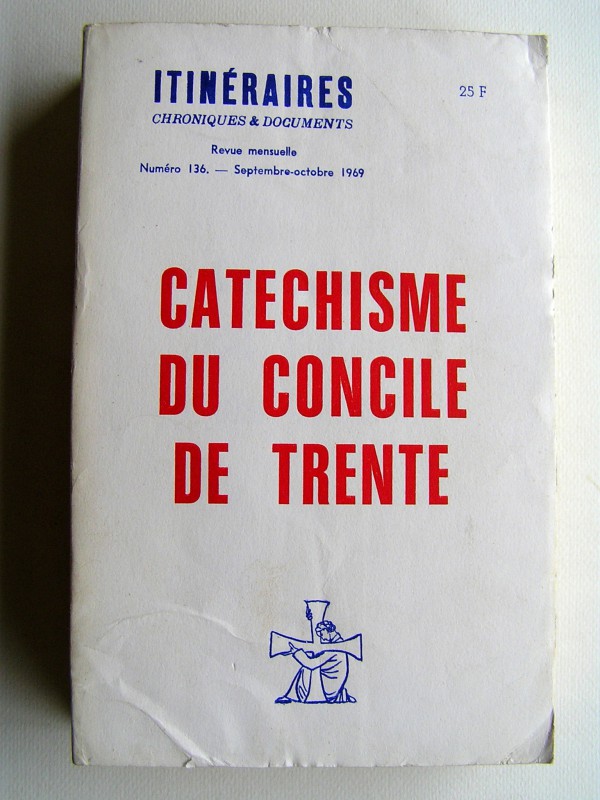 ITINÉRAIRES
CHRONIQUES & DOCUMENTS
25 F
Revue mensuelle
Numéro 136. — Septembre-octobre 1969
CATECHISME
DU CONCILE
DE TRENTE